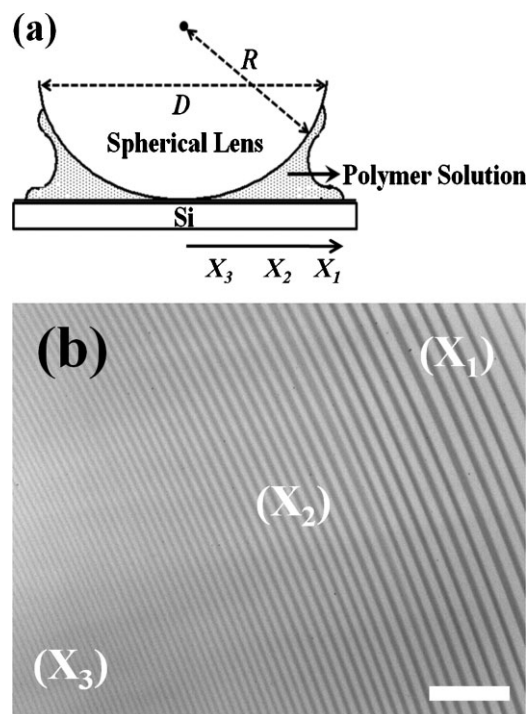 (a)
R
D
Spherical Lens
Polymer Solution
Si
X₃ X₂ X₁
(b)
(X₁)
(X₂)
(X₃)